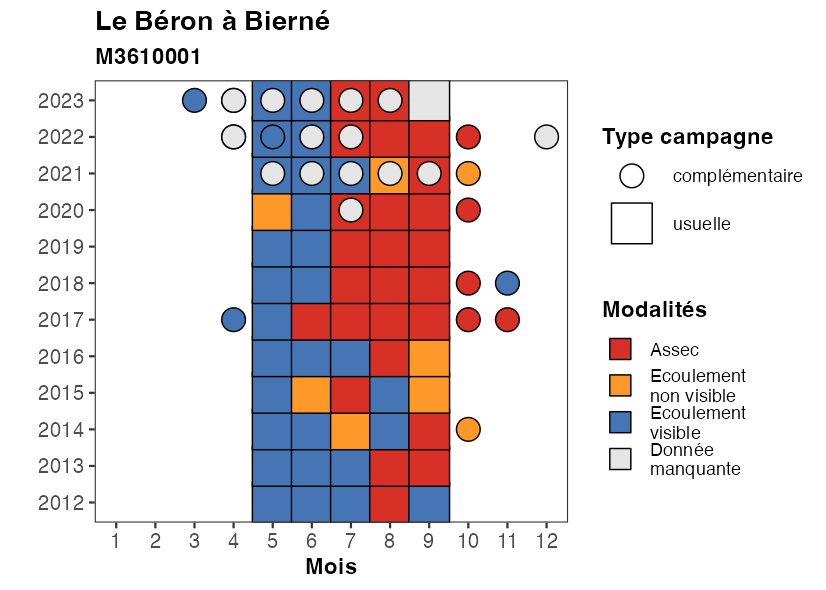 Le Béron à Bierné
M3610001
2023
2022
2021
2020
2019
2018
2017
2016
2015
2014
2013
2012
1 2 3 4 5 6 7 8 9 10 11 12
Mois
Type campagne
complémentaire
usuelle
Modalités
Assec
Ecoulement
non visible
Ecoulement
visible
Donnée
manquante